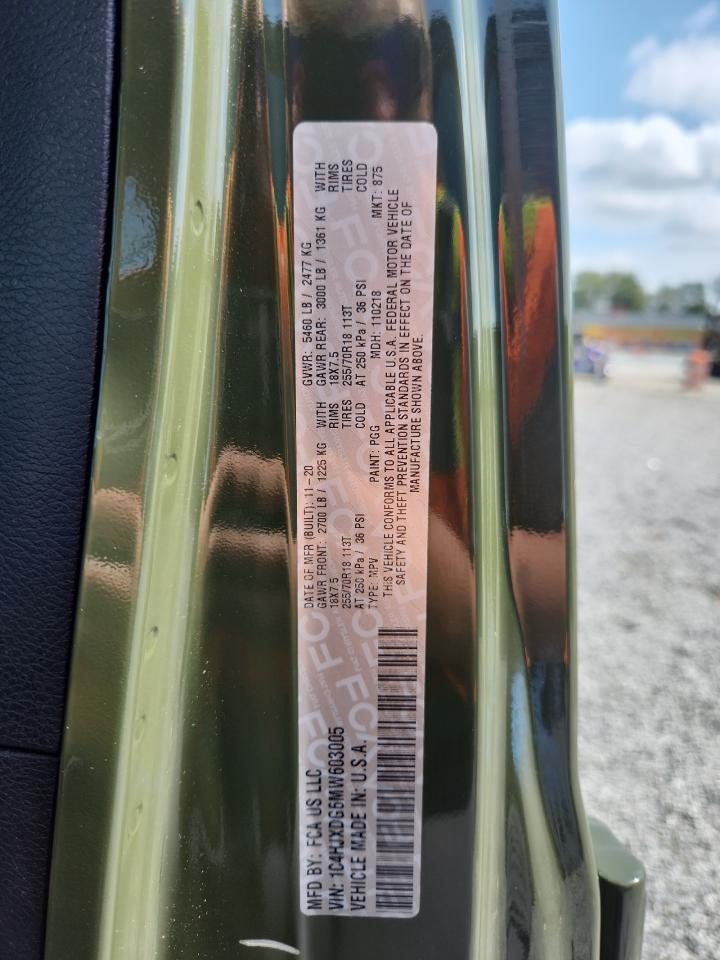 MFD BY: FCA US LLC
VIN: 1C4HJXDG6MW603005
VEHICLE MADE IN: U.S.A.
DATE OF MFR (BUILT): 11-20 GVWR: 5460 LB / 2477 KG
GAWR FRONT: 2700 LB / 1225 KG WITH GAWR REAR: 3000 LB / 1361 KG WITH
18X7.5 RIMS 18X7.5 RIMS
255/70R18 113T TIRES 255/70R18 113T TIRES
AT 250 kPa / 36 PSI COLD AT 250 kPa / 36 PSI COLD
TYPE: MPV PAINT: PGG MDH: 110218 MKT: 875
THIS VEHICLE CONFORMS TO ALL APPLICABLE U.S.A. FEDERAL MOTOR VEHICLE
SAFETY AND THEFT PREVENTION STANDARDS IN EFFECT ON THE DATE OF
MANUFACTURE SHOWN ABOVE.